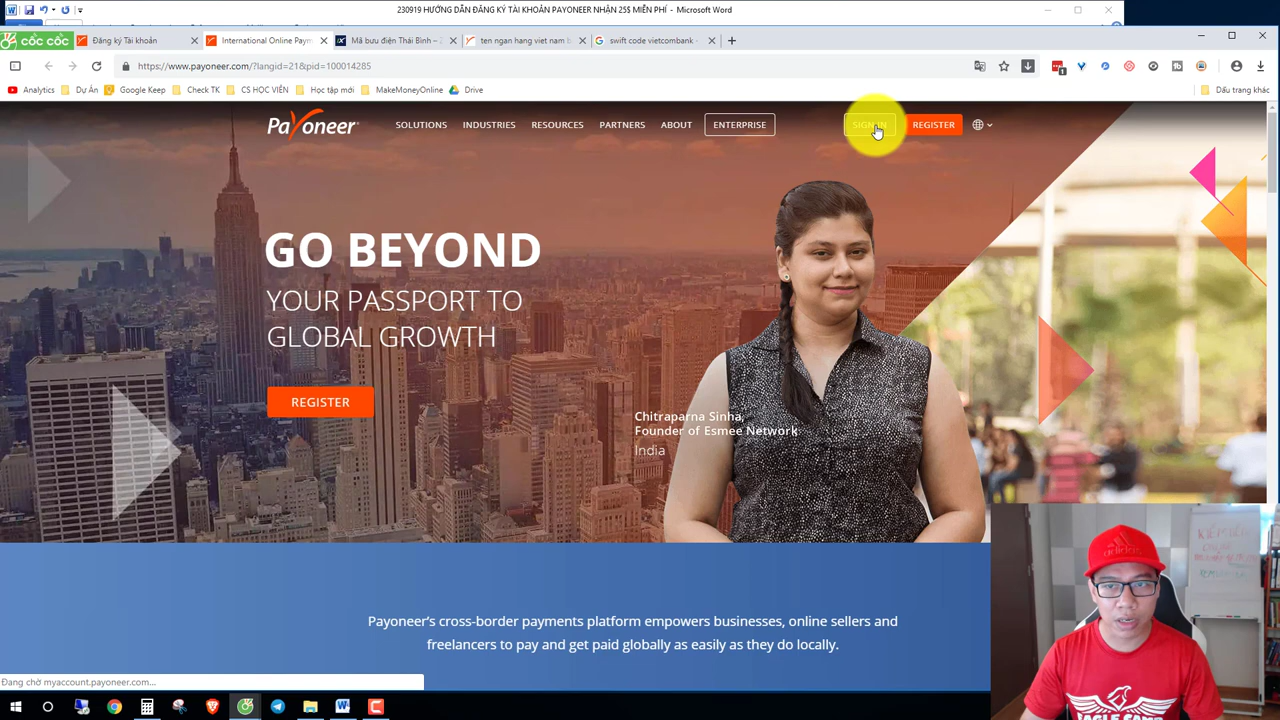 230919 HƯỚNG DẪN ĐĂNG KÝ TÀI KHOẢN PAYONEER NHẬN 25$ MIỄN PHÍ - Microsoft Word
CỐC CỐC
Đăng ký Tài khoản
International Online Paym
Mã bưu điện Thái Bình –
ten ngan hang viet nam b
swift code vietcombank -
https://www.payoneer.com/?langid=21&pid=100014285
Analytics
Dự Án
Google Keep
Check TK
CS HỌC VIÊN
Học tập mới
MakeMoneyOnline
Drive
Dấu trang khác
Payoneer
SOLUTIONS
INDUSTRIES
RESOURCES
PARTNERS
ABOUT
ENTERPRISE
SIGN IN
REGISTER
GO BEYOND
YOUR PASSPORT TO
GLOBAL GROWTH
REGISTER
Chitraparna Sinha,
Founder of Esmee Network
India
Payoneer's cross-border payments platform empowers businesses, online sellers and
freelancers to pay and get paid globally as easily as they do locally.
Đang chờ myaccount.payoneer.com...
adidas
EAGLE CAMP